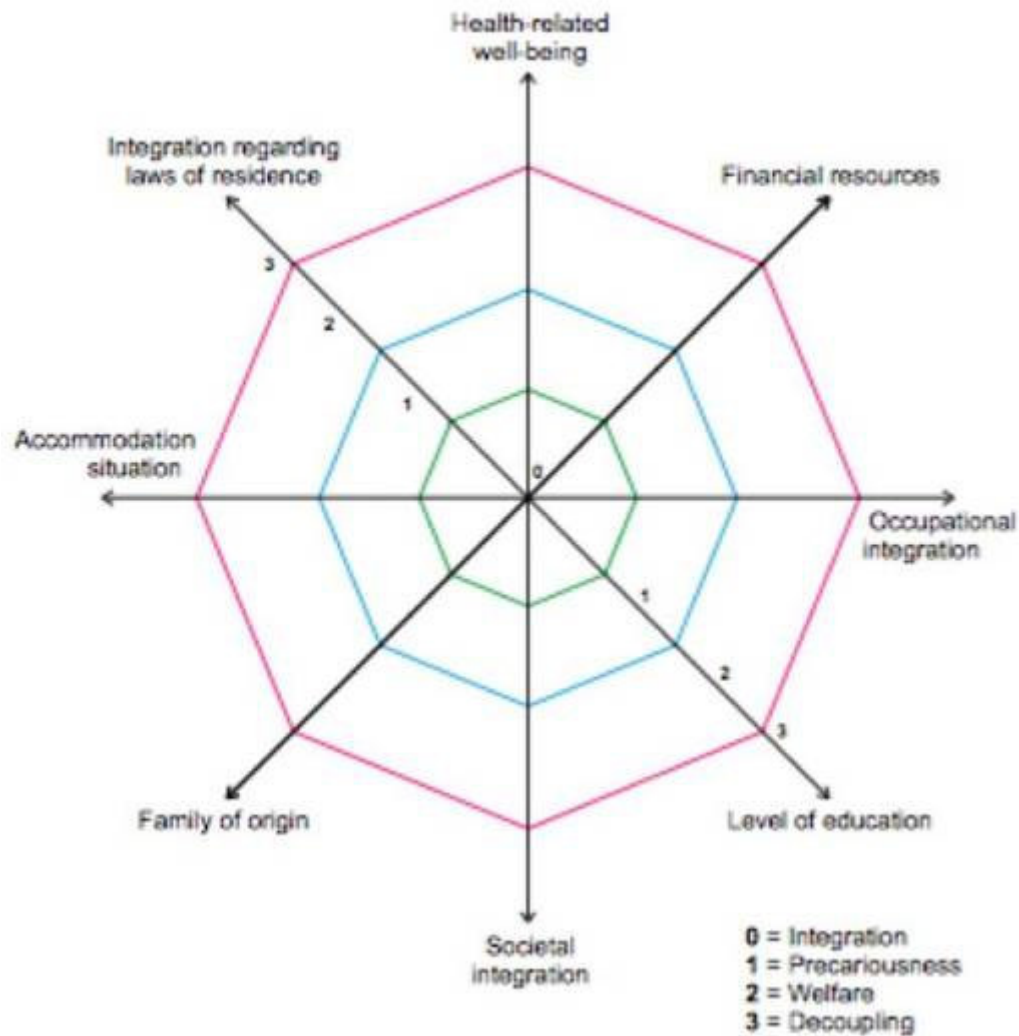 Health-related
well-being
Integration regarding
laws of residence
Financial resources
3
2
1
Accommodation
situation
0
Occupational
integration
1
2
3
Family of origin
Level of education
Societal
integration
0 = Integration
1 = Precariousness
2 = Welfare
3 = Decoupling